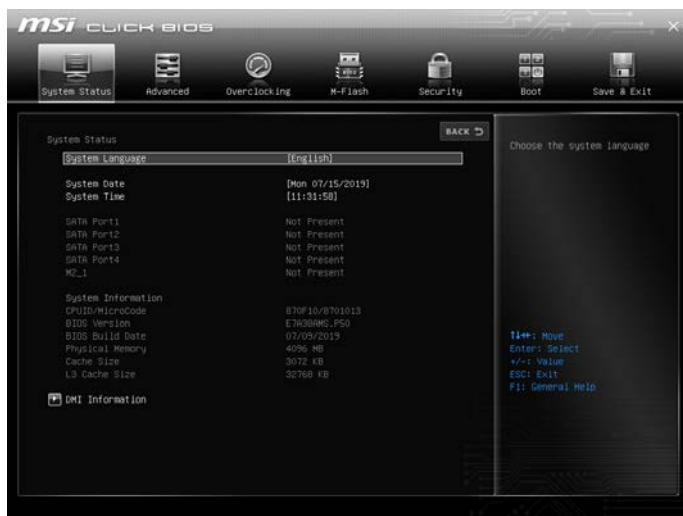 msi CLICK BIOS
System Status Advanced Overclocking M-Flash Security Boot Save & Exit
BACK
System Status
Choose the system language
System Language [English]
System Date [Mon 07/15/2019]
System Time [11:31:58]
SATA Port1 Not Present
SATA Port2 Not Present
SATA Port3 Not Present
SATA Port4 Not Present
M2_1 Not Present
System Information
CPUID/MicroCode 870F10/8701013
BIOS Version E7A38AMS.P50
BIOS Build Date 07/09/2019
Physical Memory 4096 MB
Cache Size 3072 KB
L3 Cache Size 32768 KB
DMI Information
↑↓→←: Move
Enter: Select
+/-: Value
ESC: Exit
F1: General Help